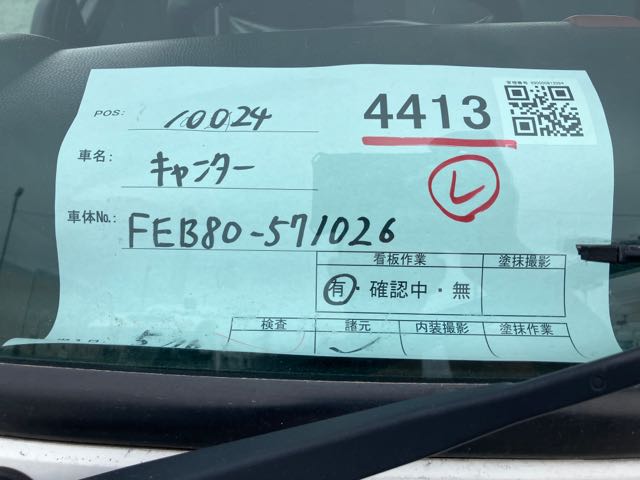 POS: 10024
4413
車名: キャンター
レ
車体No.: FEB80-571026
看板作業 塗抹撮影
有・確認中・無
検査 諸元 内装撮影 塗抹作業